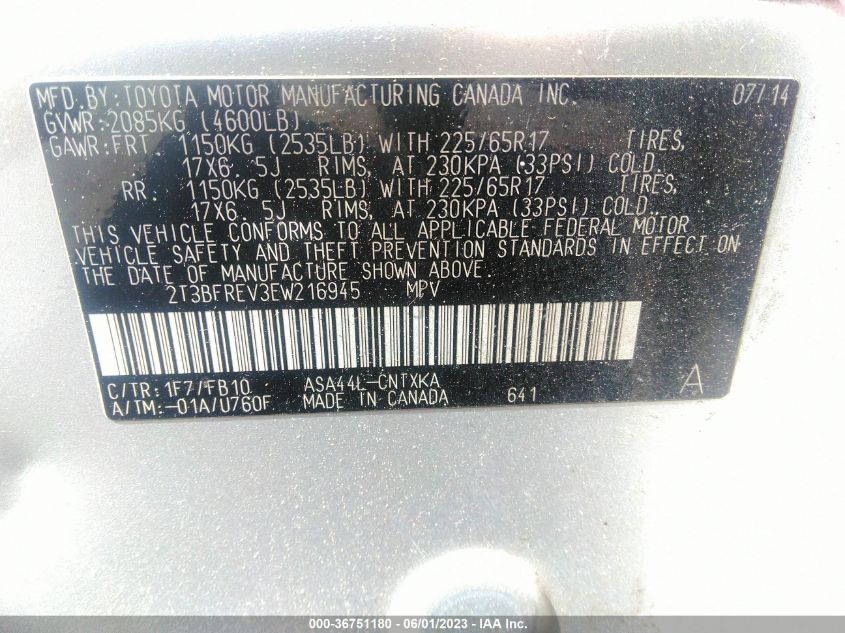 MFD.BY:TOYOTA MOTOR MANUFACTURING CANADA INC. 07/14
GVWR:2085KG (4600LB)
GAWR:FRT 1150KG (2535LB) WITH 225/65R17 TIRES,
17X6.5J RIMS, AT 230KPA (33PSI) COLD.
RR 1150KG (2535LB) WITH 225/65R17 TIRES,
17X6.5J RIMS, AT 230KPA (33PSI) COLD.
THIS VEHICLE CONFORMS TO ALL APPLICABLE FEDERAL MOTOR
VEHICLE SAFETY AND THEFT PREVENTION STANDARDS IN EFFECT ON
THE DATE OF MANUFACTURE SHOWN ABOVE.
2T3BFREV3EW216945 MPV
C/TR:1F7/FB10 ASA44L-CNTXKA A
A/TM:-01A/U760F MADE IN CANADA 641
000-36751180 - 06/01/2023 - IAA Inc.